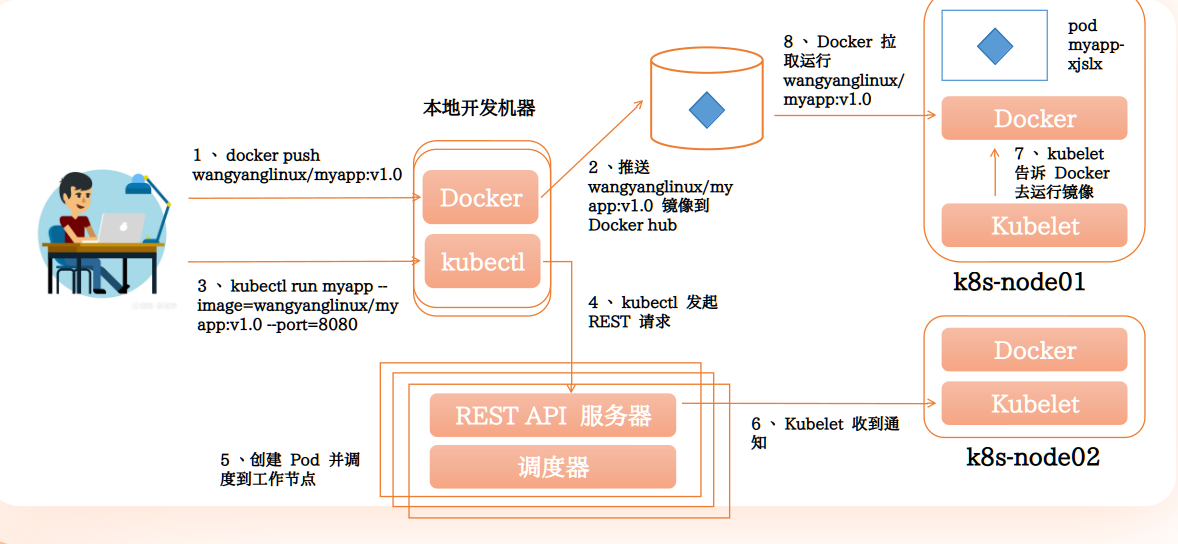 本地开发机器
1、docker push
wangyanglinux/myapp:v1.0
Docker
kubectl
3、kubectl run myapp --
image=wangyanglinux/my
app:v1.0 --port=8080
2、推送
wangyanglinux/my
app:v1.0 镜像到
Docker hub
4、kubectl 发起
REST 请求
REST API 服务器
调度器
5、创建 Pod 并调
度到工作节点
6、Kubelet 收到通
知
8、Docker 拉
取运行
wangyanglinux/
myapp:v1.0
pod
myapp-
xjslx
Docker
7、kubelet
告诉 Docker
去运行镜像
Kubelet
k8s-node01
Docker
Kubelet
k8s-node02